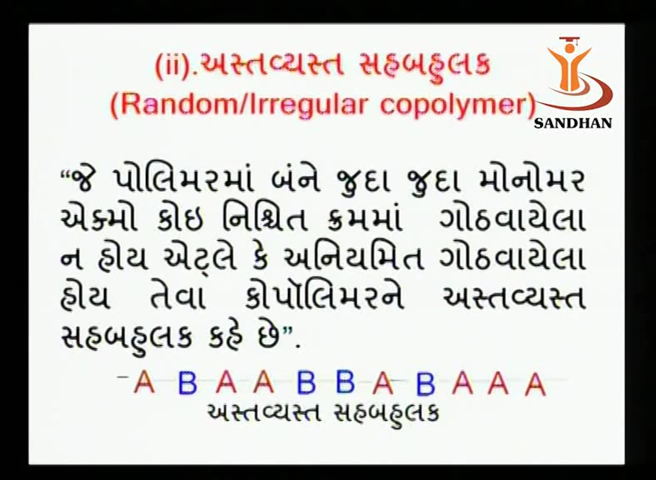 (ii).અસ્તવ્યસ્ત સહબહુલક
(Random/Irregular copolymer)
SANDHAN
“જે પોલિમરમાં બંને જુદા જુદા મોનોમર
એકમો કોઇ નિશ્ચિત ક્રમમાં ગોઠવાયેલા
ન હોય એટ્લે કે અનિયમિત ગોઠવાયેલા
હોય તેવા કોપૉલિમરને અસ્તવ્યસ્ત
સહબહુલક કહે છે”.
– A B A A B B A B A A A
અસ્તવ્યસ્ત સહબહુલક